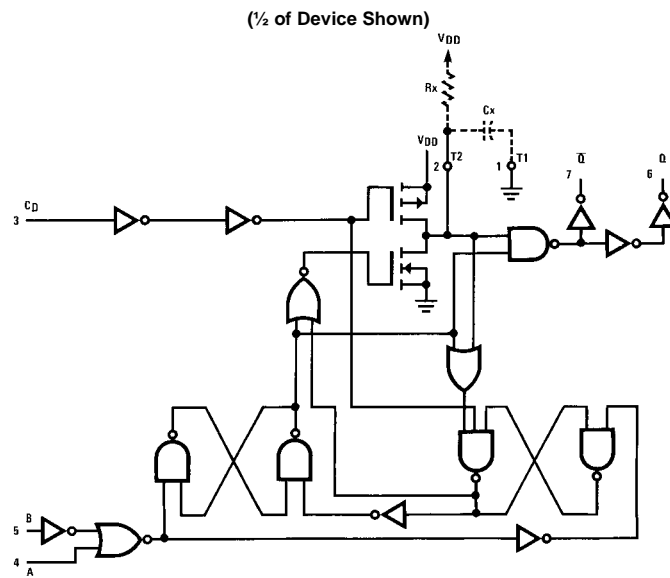 (½ of Device Shown)
VDD
Rx
Cx
VDD
2 T2
1 T1
Q̅
7
Q
6
CD
3
B
5
4
A